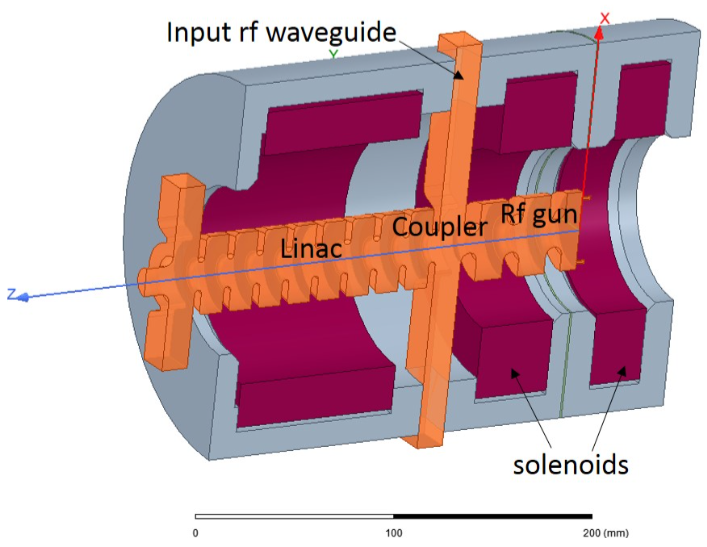 Input rf waveguide
X
Y
Rf gun
Coupler
Linac
Z
solenoids
0 100 200 (mm)